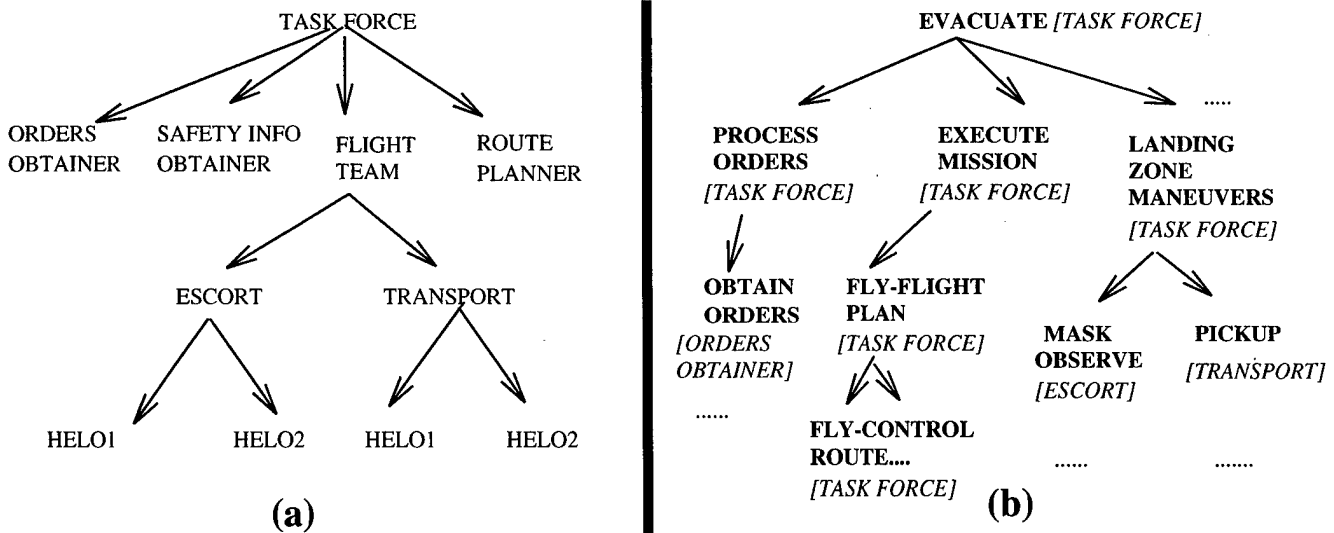 TASK FORCE
ORDERS
OBTAINER
SAFETY INFO
OBTAINER
FLIGHT
TEAM
ROUTE
PLANNER
ESCORT
TRANSPORT
HELO1
HELO2
HELO1
HELO2
(a)
EVACUATE [TASK FORCE]
.....
PROCESS
ORDERS
[TASK FORCE]
EXECUTE
MISSION
[TASK FORCE]
LANDING
ZONE
MANEUVERS
[TASK FORCE]
OBTAIN
ORDERS
[ORDERS
OBTAINER]
......
FLY-FLIGHT
PLAN
[TASK FORCE]
MASK
OBSERVE
[ESCORT]
......
PICKUP
[TRANSPORT]
.......
FLY-CONTROL
ROUTE....
[TASK FORCE]
(b)